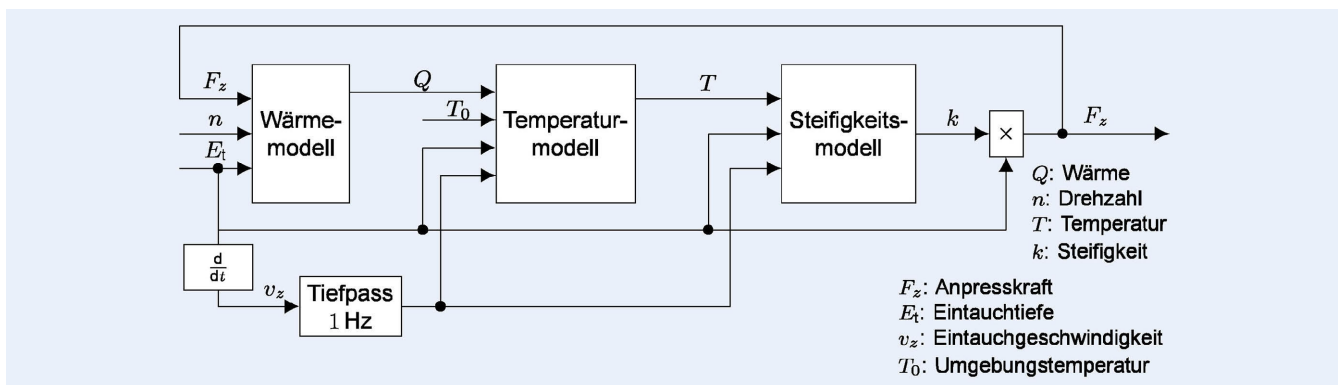 F_z
n
E_t
Wärme-
modell
Q
T_0
Temperatur-
modell
T
Steifigkeits-
modell
k
×
F_z
d
dt
v_z
Tiefpass
1 Hz
Q: Wärme
n: Drehzahl
T: Temperatur
k: Steifigkeit
F_z: Anpresskraft
E_t: Eintauchtiefe
v_z: Eintauchgeschwindigkeit
T_0: Umgebungstemperatur